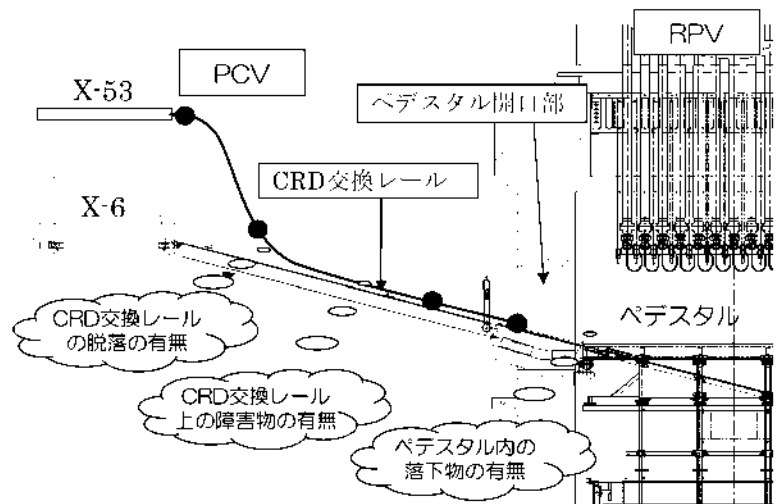 RPV
PCV
X-53
ペデスタル開口部
CRD交換レール
X-6
ペデスタル
CRD交換レール
の脱落の有無
CRD交換レール
上の障害物の有無
ペデスタル内の
落下物の有無